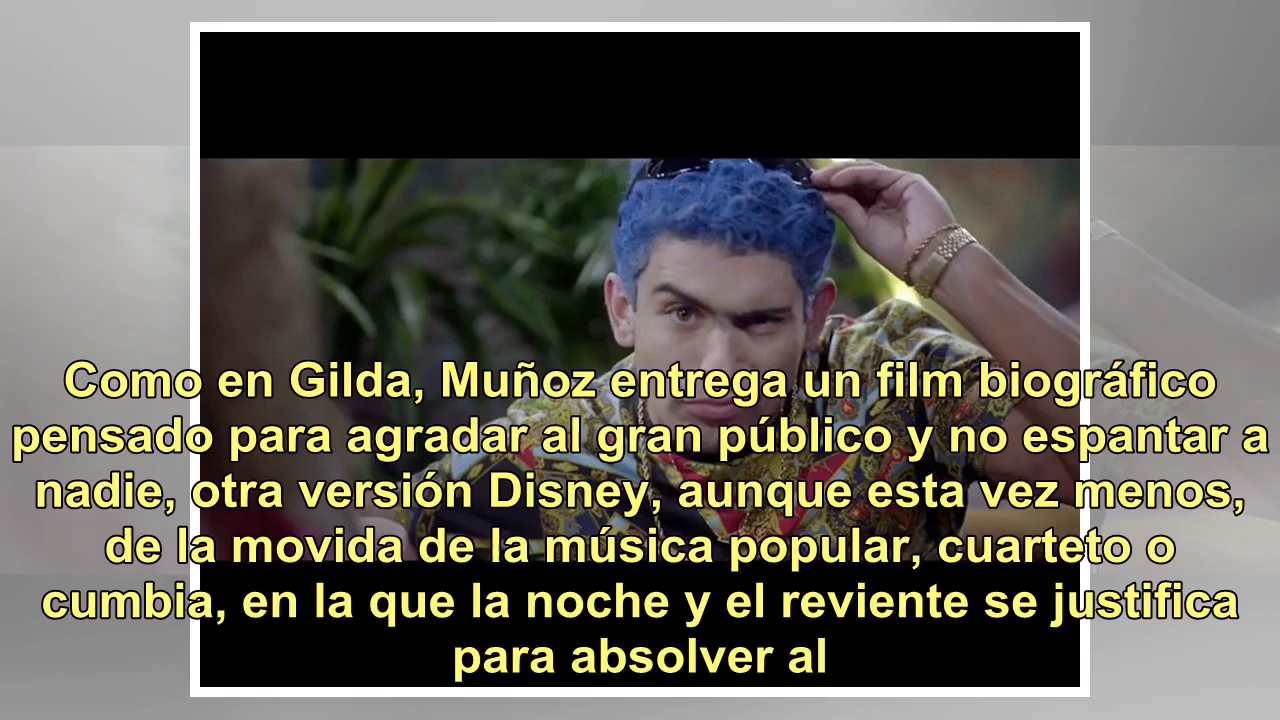 Como en Gilda, Muñoz entrega un film biográfico
pensado para agradar al gran público y no espantar a
nadie, otra versión Disney, aunque esta vez menos,
de la movida de la música popular, cuarteto o
cumbia, en la que la noche y el reviente se justifica
para absolver al